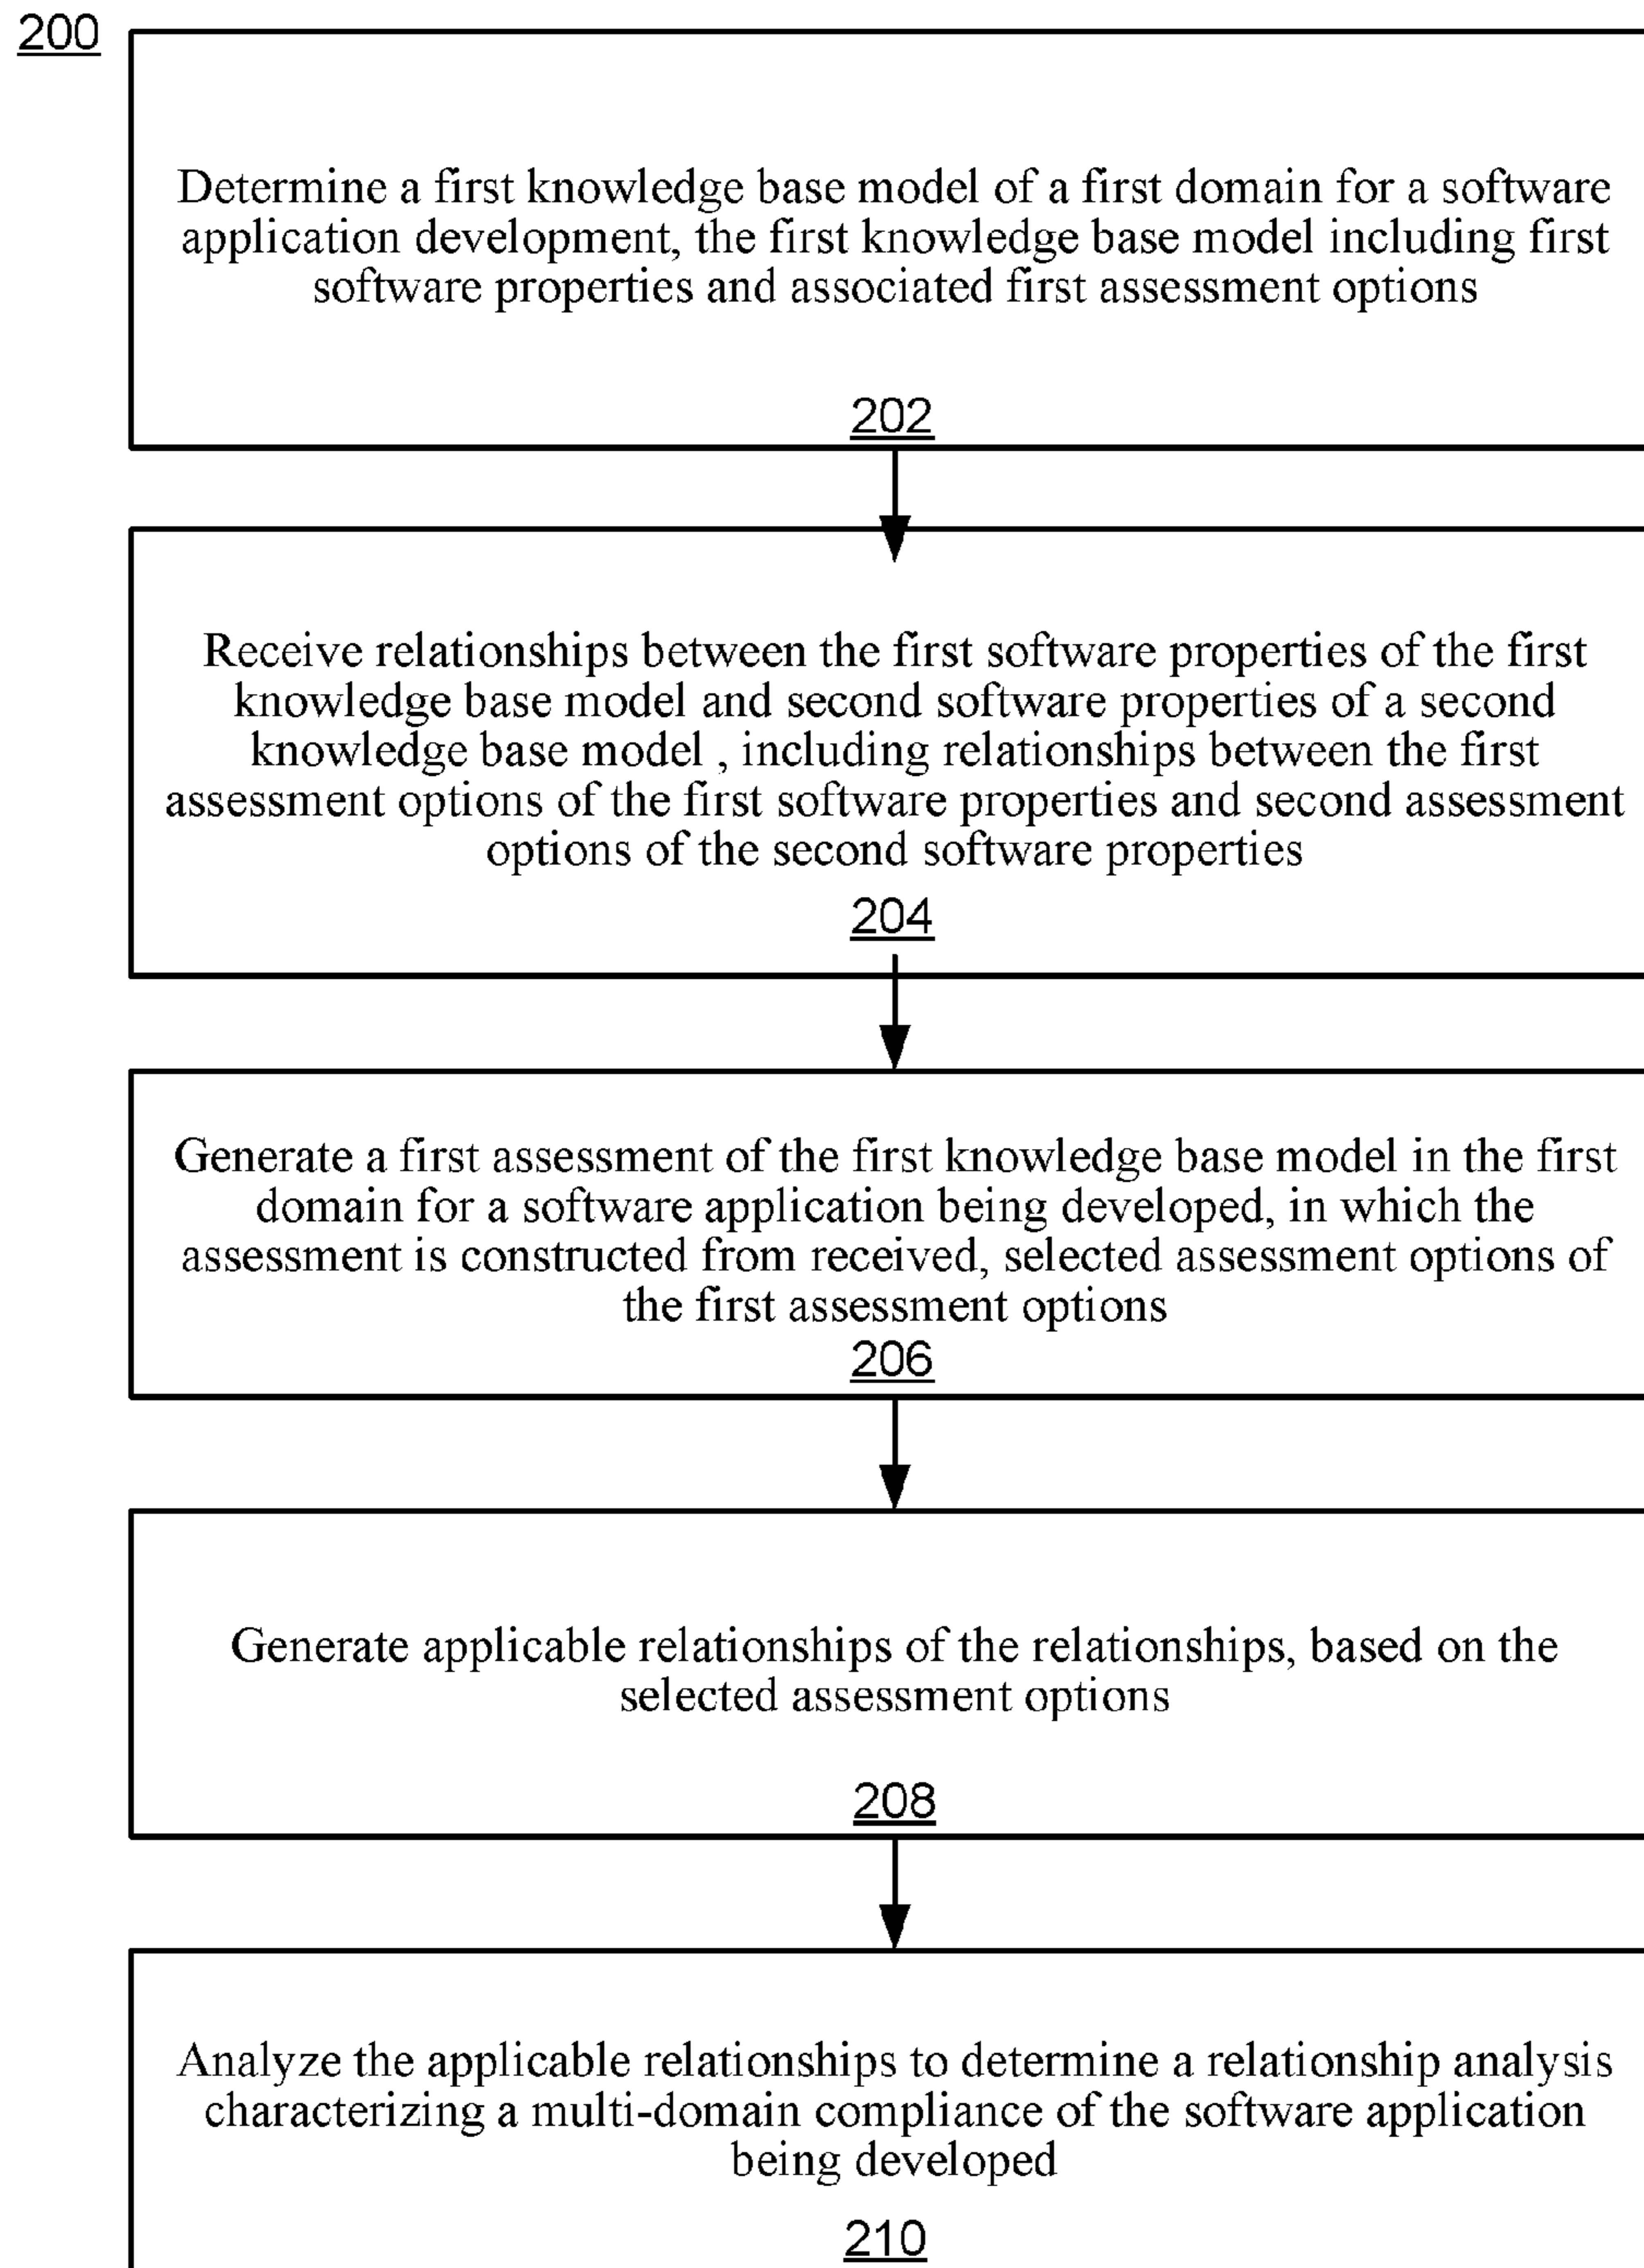 200
Determine a first knowledge base model of a first domain for a software
application development, the first knowledge base model including first
software properties and associated first assessment options
202
Receive relationships between the first software properties of the first
knowledge base model and second software properties of a second
knowledge base model , including relationships between the first
assessment options of the first software properties and second assessment
options of the second software properties
204
Generate a first assessment of the first knowledge base model in the first
domain for a software application being developed, in which the
assessment is constructed from received, selected assessment options of
the first assessment options
206
Generate applicable relationships of the relationships, based on the
selected assessment options
208
Analyze the applicable relationships to determine a relationship analysis
characterizing a multi-domain compliance of the software application
being developed
210